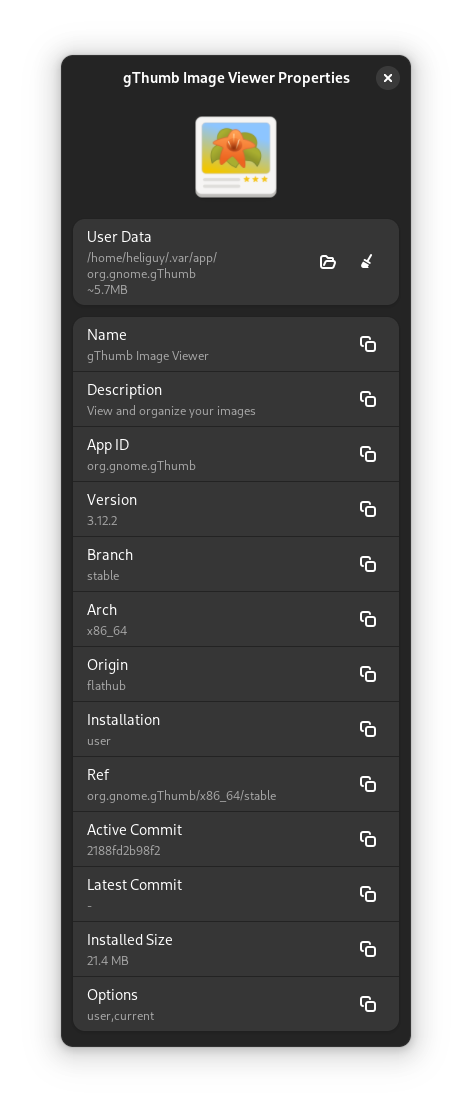 gThumb Image Viewer Properties
User Data
/home/heliguy/.var/app/
org.gnome.gThumb
~5.7MB
Name
gThumb Image Viewer
Description
View and organize your images
App ID
org.gnome.gThumb
Version
3.12.2
Branch
stable
Arch
x86_64
Origin
flathub
Installation
user
Ref
org.gnome.gThumb/x86_64/stable
Active Commit
2188fd2b98f2
Latest Commit
-
Installed Size
21.4 MB
Options
user,current